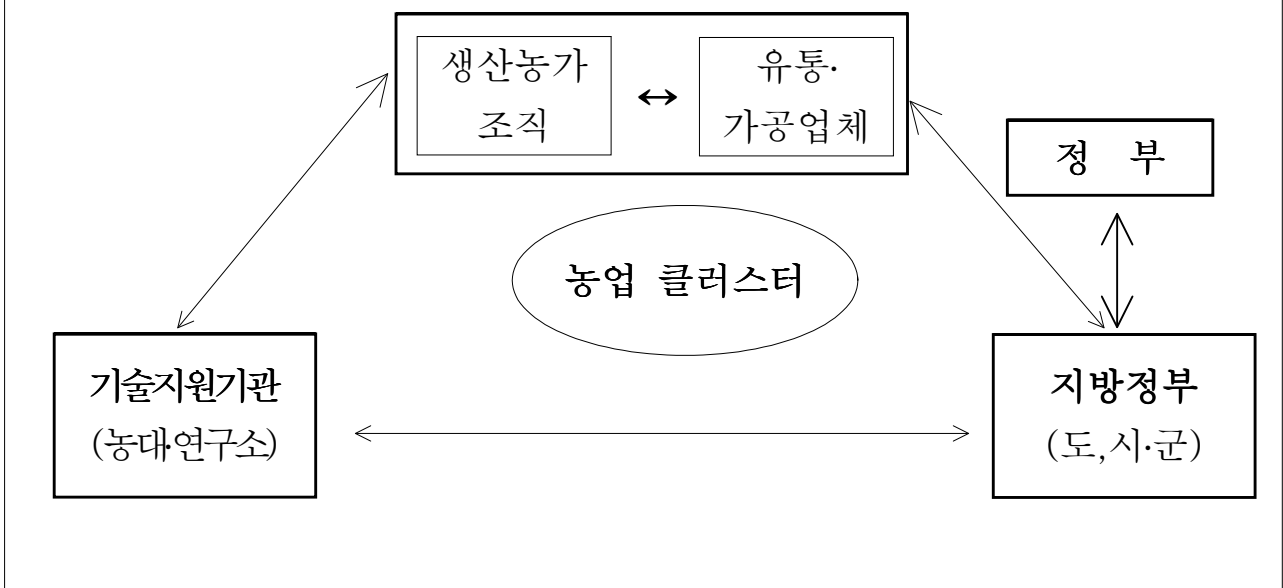 생산농가
조직
↔
유통·
가공업체
정 부
농업 클러스터
기술지원기관
(농대·연구소)
지방정부
(도,시·군)